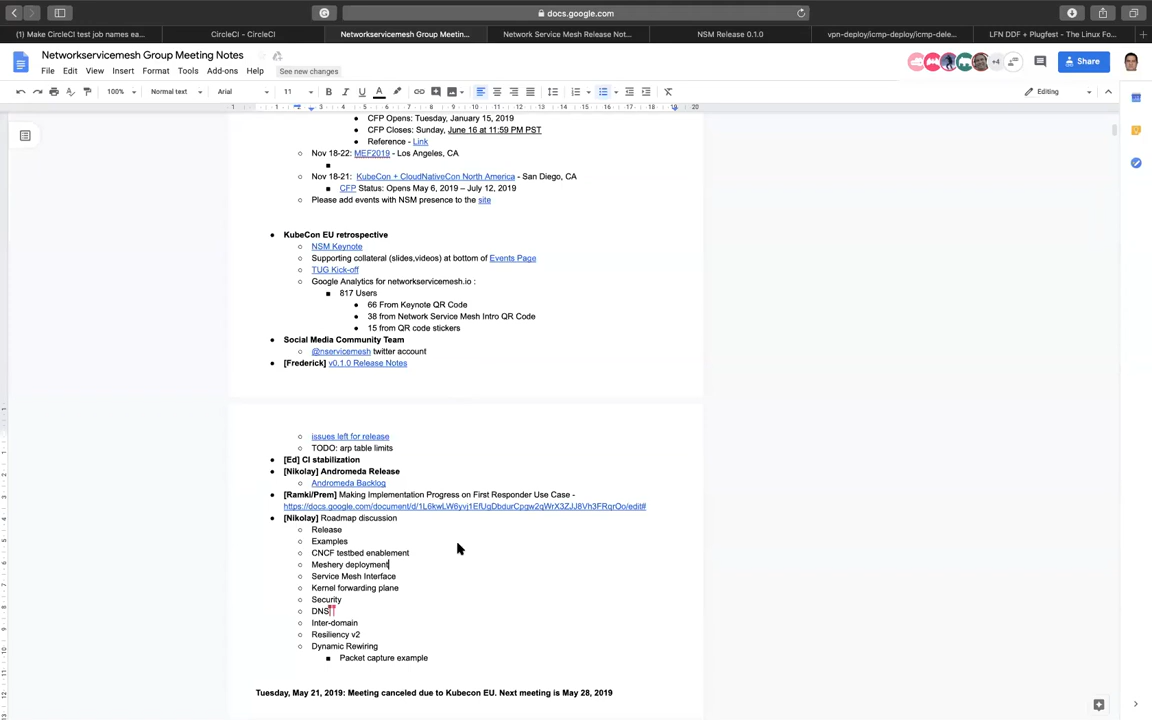 docs.google.com
(1) Make CircleCI test job names ea...
CircleCI - CircleCI
Networkservicemesh Group Meeting...
Network Service Mesh Release Not...
NSM Release 0.1.0
vpn-deploy/icmp-deploy/icmp-dele...
LFN DDF + Plugfest - The Linux Fo...
Networkservicemesh Group Meeting Notes
File Edit View Insert Format Tools Add-ons Help See new changes
+4
Share
100% Normal text Arial 11 B I U A
Editing
CFP Opens: Tuesday, January 15, 2019
CFP Closes: Sunday, June 16 at 11:59 PM PST
Reference - Link
Nov 18-22: MEF2019 - Los Angeles, CA
Nov 18-21: KubeCon + CloudNativeCon North America - San Diego, CA
CFP Status: Opens May 6, 2019 – July 12, 2019
Please add events with NSM presence to the site
KubeCon EU retrospective
NSM Keynote
Supporting collateral (slides,videos) at bottom of Events Page
TUG Kick-off
Google Analytics for networkservicemesh.io :
817 Users
66 From Keynote QR Code
38 from Network Service Mesh Intro QR Code
15 from QR code stickers
Social Media Community Team
@nservicemesh twitter account
[Frederick] v0.1.0 Release Notes
issues left for release
TODO: arp table limits
[Ed] CI stabilization
[Nikolay] Andromeda Release
Andromeda Backlog
[Ramki/Prem] Making Implementation Progress on First Responder Use Case -
[Nikolay] Roadmap discussion
Release
Examples
CNCF testbed enablement
Meshery deployment
Service Mesh Interface
Kernel forwarding plane
Security
DNS
Inter-domain
Resiliency v2
Dynamic Rewiring
Packet capture example
Tuesday, May 21, 2019: Meeting canceled due to Kubecon EU. Next meeting is May 28, 2019